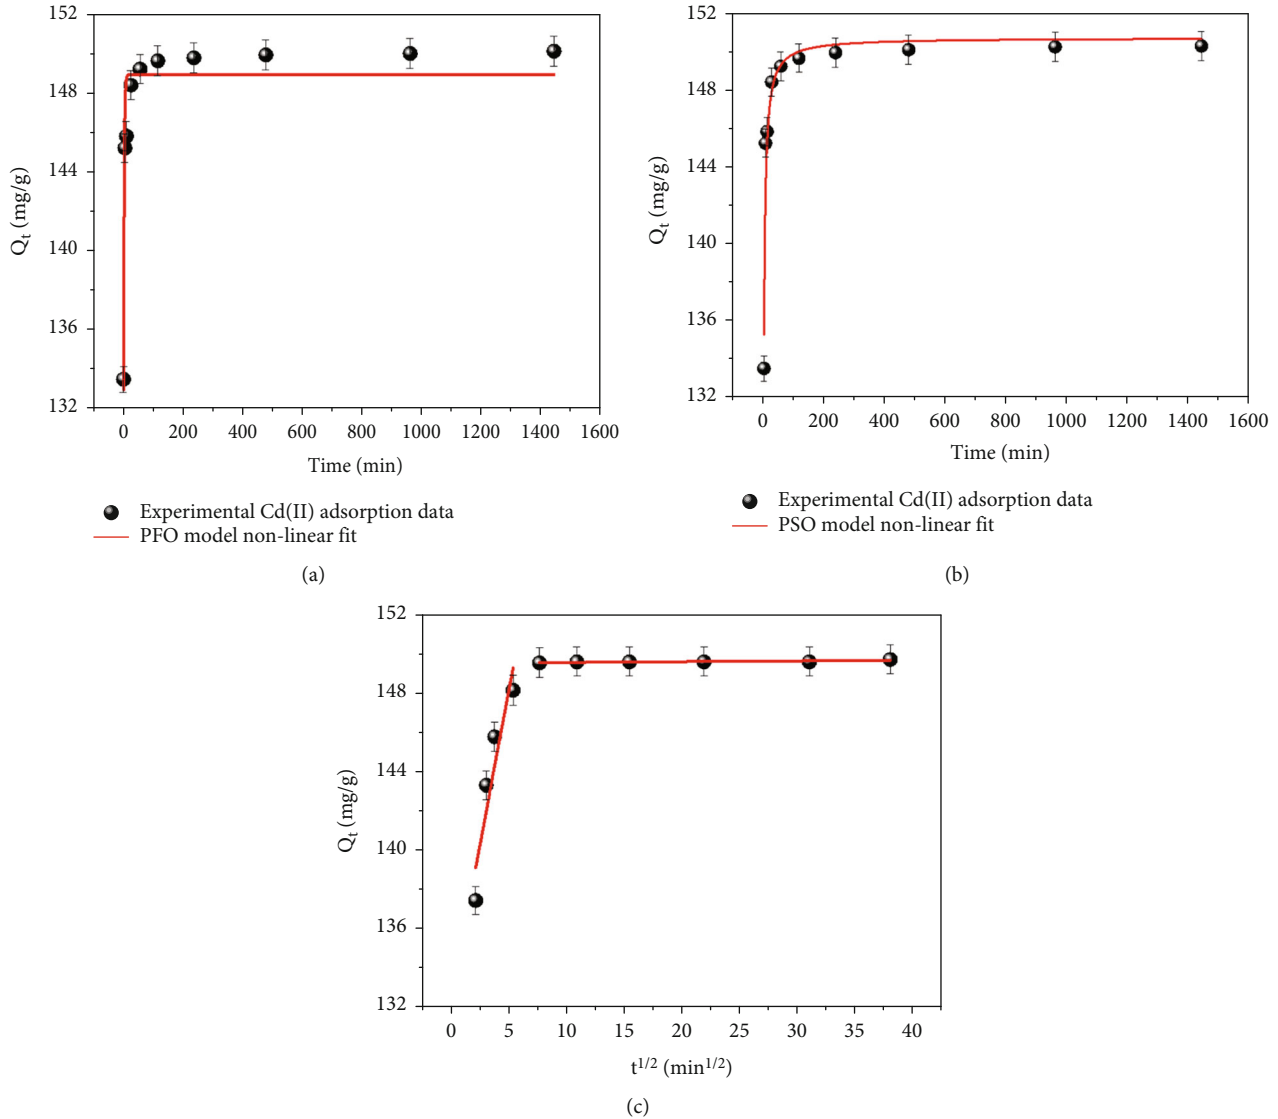 152
148
144
140
136
132
Qt (mg/g)
0 200 400 600 800 1000 1200 1400 1600
Time (min)
Experimental Cd(II) adsorption data
PFO model non-linear fit
(a)
152
148
144
140
136
132
Qt (mg/g)
0 200 400 600 800 1000 1200 1400 1600
Time (min)
Experimental Cd(II) adsorption data
PSO model non-linear fit
(b)
152
148
144
140
136
132
Qt (mg/g)
0 5 10 15 20 25 30 35 40
t1/2 (min1/2)
(c)